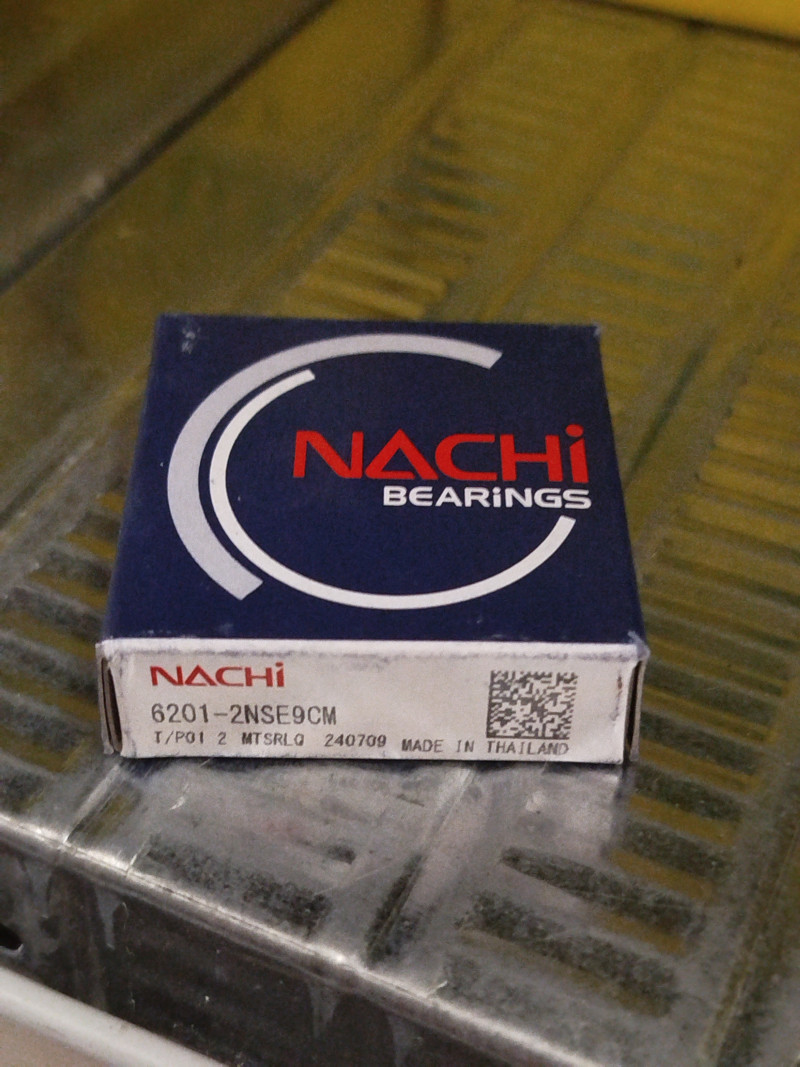 NACHi
BEARiNGS
NACHi
6201-2NSE9CM
T/P01 2 MTSRLQ 240709 MADE IN THAILAND